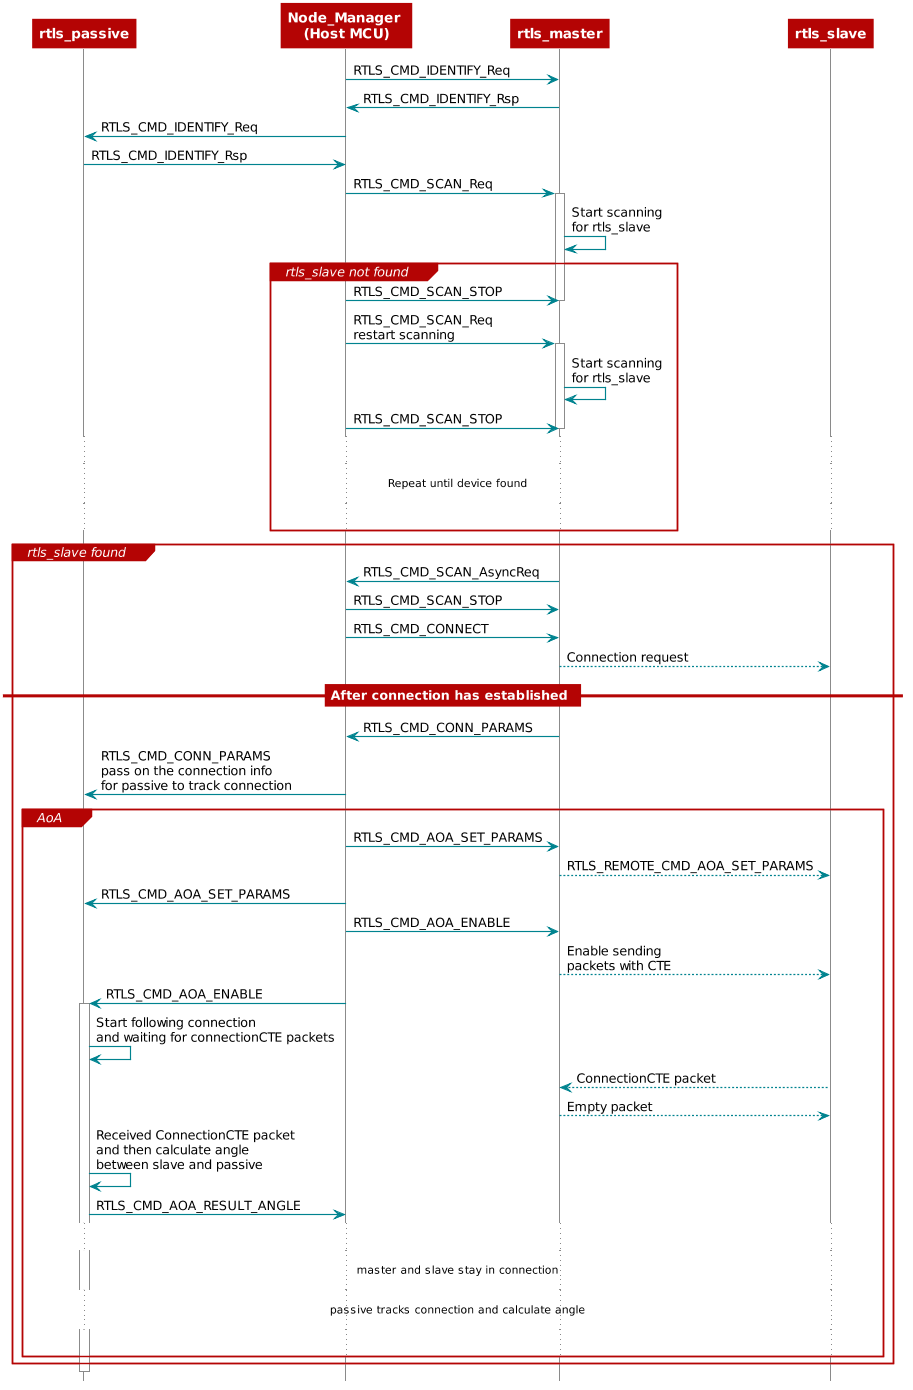 rtls_passive
Node_Manager
(Host MCU)
rtls_master
rtls_slave
RTLS_CMD_IDENTIFY_Req
RTLS_CMD_IDENTIFY_Rsp
RTLS_CMD_IDENTIFY_Req
RTLS_CMD_IDENTIFY_Rsp
RTLS_CMD_SCAN_Req
Start scanning
for rtls_slave
rtls_slave not found
RTLS_CMD_SCAN_STOP
RTLS_CMD_SCAN_Req
restart scanning
Start scanning
for rtls_slave
RTLS_CMD_SCAN_STOP
Repeat until device found
rtls_slave found
RTLS_CMD_SCAN_AsyncReq
RTLS_CMD_SCAN_STOP
RTLS_CMD_CONNECT
Connection request
After connection has established
RTLS_CMD_CONN_PARAMS
RTLS_CMD_CONN_PARAMS
pass on the connection info
for passive to track connection
AoA
RTLS_CMD_AOA_SET_PARAMS
RTLS_REMOTE_CMD_AOA_SET_PARAMS
RTLS_CMD_AOA_SET_PARAMS
RTLS_CMD_AOA_ENABLE
Enable sending
packets with CTE
RTLS_CMD_AOA_ENABLE
Start following connection
and waiting for connectionCTE packets
ConnectionCTE packet
Empty packet
Received ConnectionCTE packet
and then calculate angle
between slave and passive
RTLS_CMD_AOA_RESULT_ANGLE
master and slave stay in connection
passive tracks connection and calculate angle